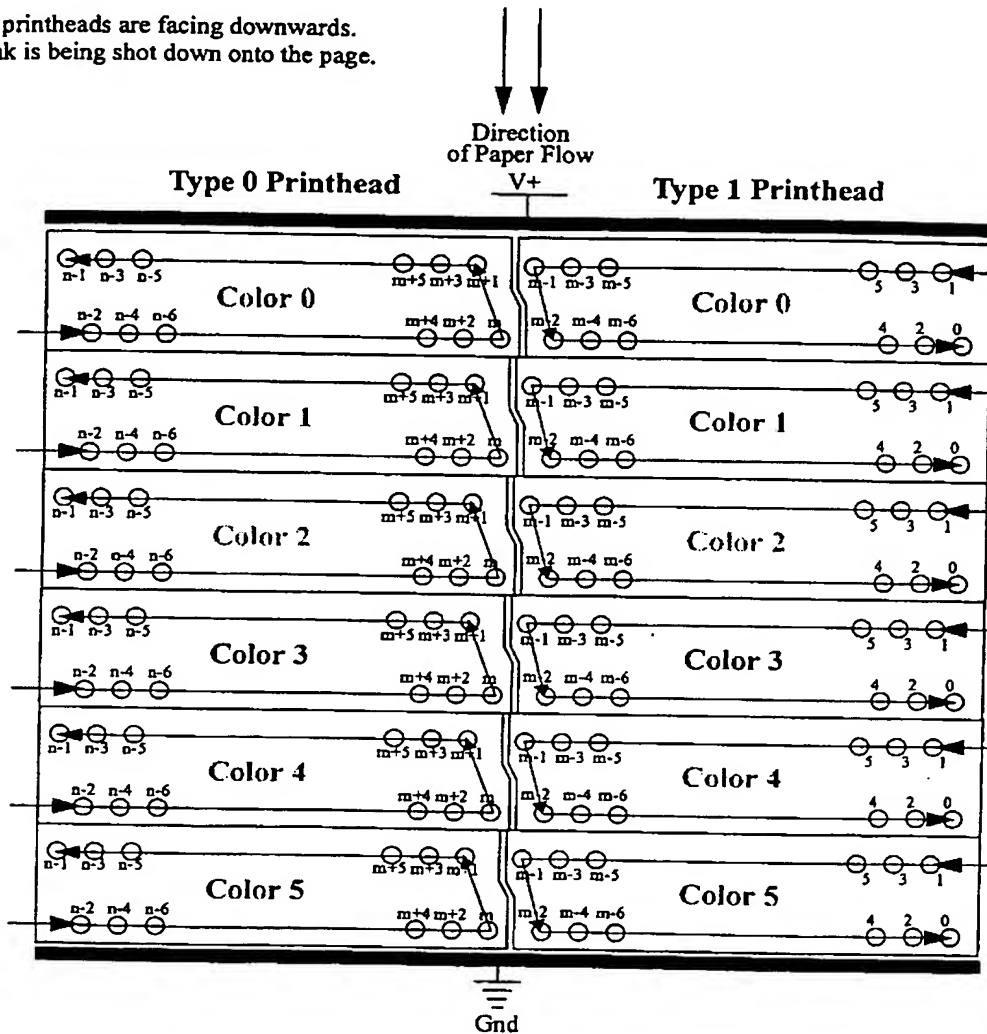 printheads are facing downwards.
nk is being shot down onto the page.
Direction
of Paper Flow
V+
Type 0 Printhead Type 1 Printhead
n-1 n-3 n-5 m+5 m+3 m+1 m-1 m-3 m-5 5 3 1
Color 0 Color 0
n-2 n-4 n-6 m+4 m+2 m m-2 m-4 m-6 4 2 0
n-1 n-3 n-5 m+5 m+3 m+1 m-1 m-3 m-5 5 3 1
Color 1 Color 1
n-2 n-4 n-6 m+4 m+2 m m-2 m-4 m-6 4 2 0
n-1 n-3 n-5 m+5 m+3 m+1 m-1 m-3 m-5 5 3 1
Color 2 Color 2
n-2 n-4 n-6 m+4 m+2 m m-2 m-4 m-6 4 2 0
n-1 n-3 n-5 m+5 m+3 m+1 m-1 m-3 m-5 5 3 1
Color 3 Color 3
n-2 n-4 n-6 m+4 m+2 m m-2 m-4 m-6 4 2 0
n-1 n-3 n-5 m+5 m+3 m+1 m-1 m-3 m-5 5 3 1
Color 4 Color 4
n-2 n-4 n-6 m+4 m+2 m m-2 m-4 m-6 4 2 0
n-1 n-3 n-5 m+5 m+3 m+1 m-1 m-3 m-5 5 3 1
Color 5 Color 5
n-2 n-4 n-6 m+4 m+2 m m-2 m-4 m-6 4 2 0
Gnd